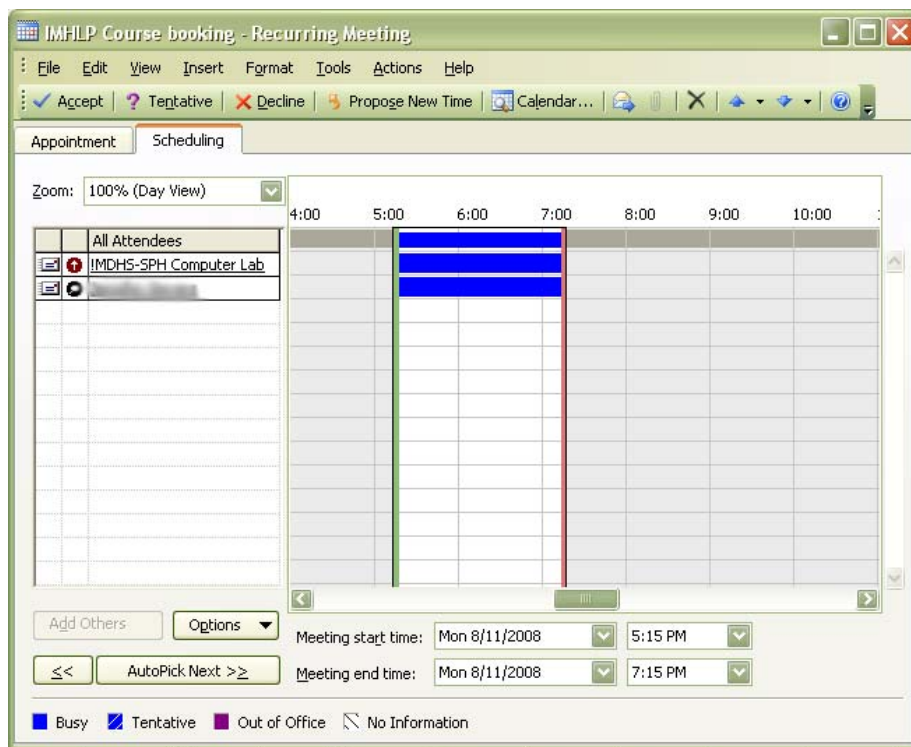 IMHLP Course booking - Recurring Meeting
File Edit View Insert Format Tools Actions Help
Accept Tentative Decline Propose New Time Calendar...
Appointment Scheduling
Zoom: 100% (Day View)
4:00 5:00 6:00 7:00 8:00 9:00 10:00
All Attendees
!MDHS-SPH Computer Lab
Add Others Options
Meeting start time: Mon 8/11/2008 5:15 PM
<< AutoPick Next >>
Meeting end time: Mon 8/11/2008 7:15 PM
Busy Tentative Out of Office No Information